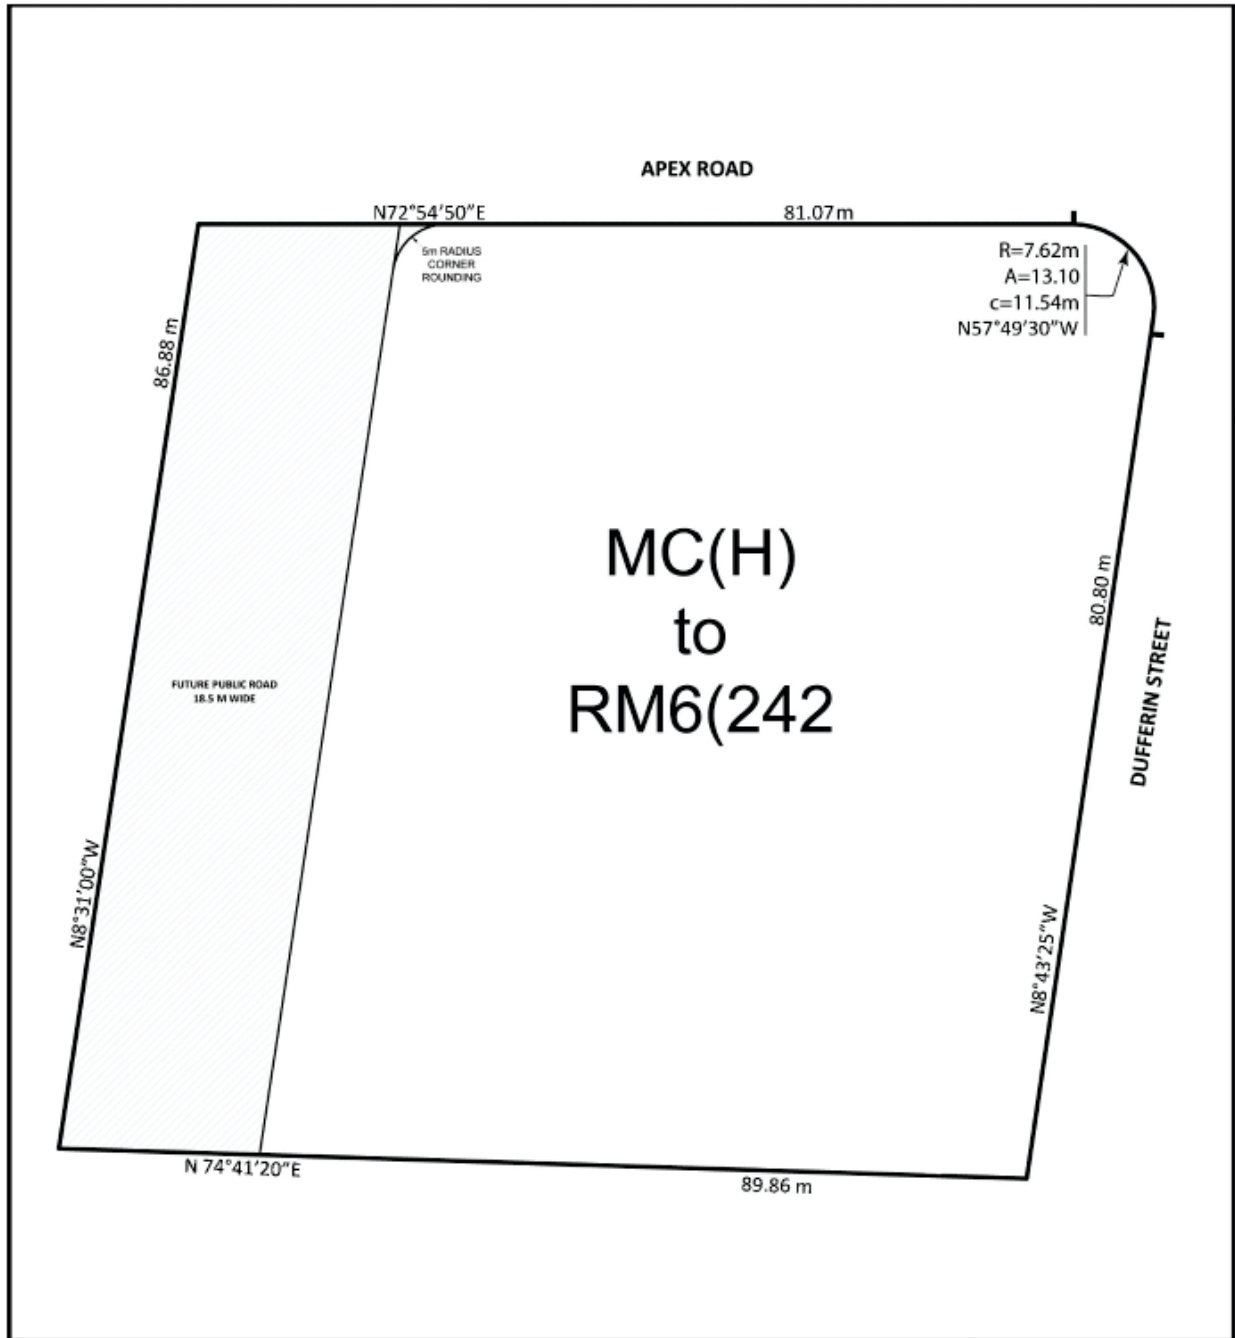 APEX ROAD
N72°54'50"E
81.07m
5m RADIUS
CORNER
ROUNDING
R=7.62m
A=13.10
c=11.54m
N57°49'30"W
86.88 m
MC(H)
to
RM6(242
80.80 m
FUTURE PUBLIC ROAD
18.5 M WIDE
DUFFERIN STREET
N8°31'00"W
N8°43'25"W
N 74°41'20"E
89.86 m